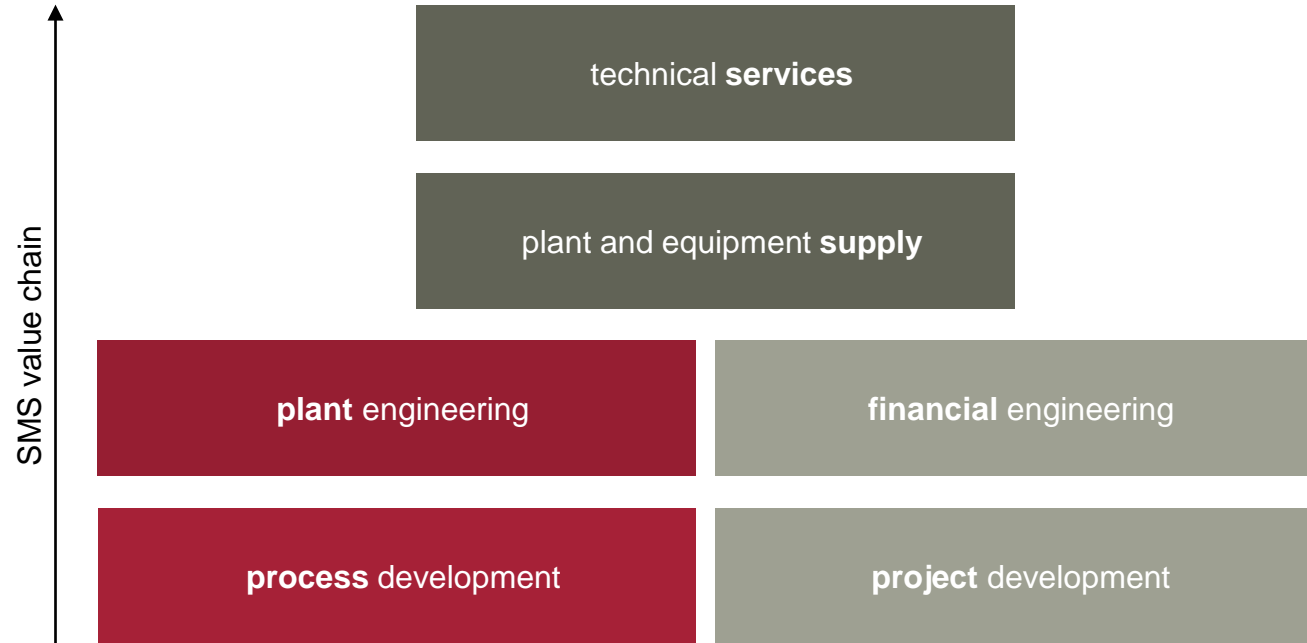 technical services
plant and equipment supply
SMS value chain
plant engineering
financial engineering
process development
project development